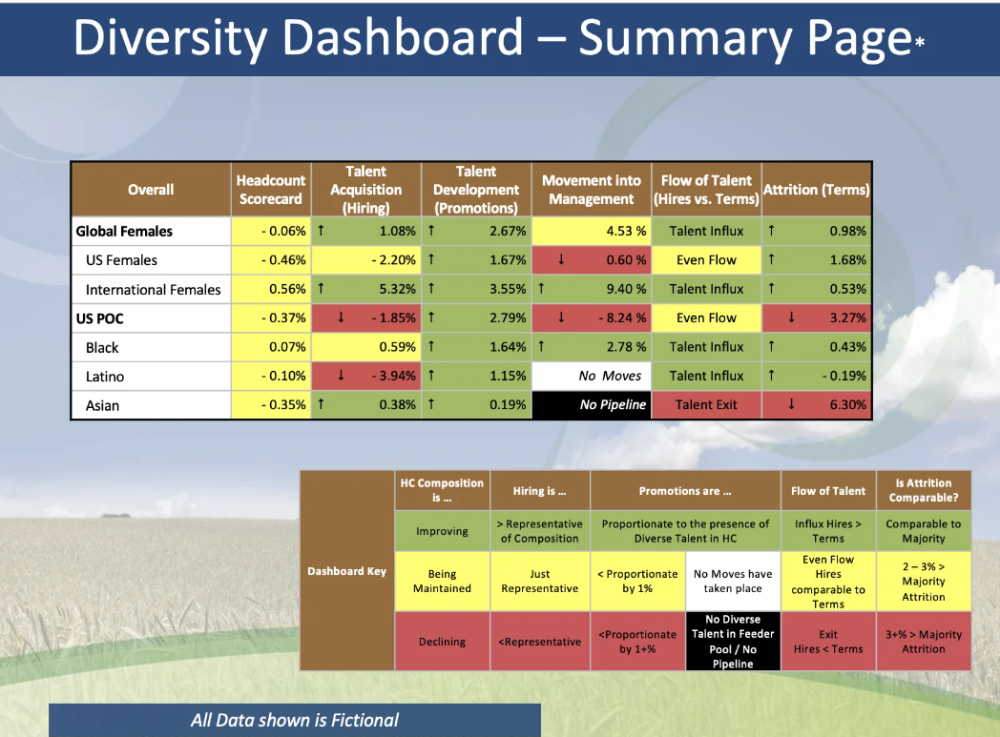 Diversity Dashboard – Summary Page*
Overall
Headcount
Scorecard
Talent
Acquisition
(Hiring)
Talent
Development
(Promotions)
Movement into
Management
Flow of Talent
(Hires vs. Terms)
Attrition (Terms)
Global Females - 0.06% ↑ 1.08% ↑ 2.67% 4.53 % Talent Influx ↑ 0.98%
US Females - 0.46% - 2.20% ↑ 1.67% ↓ 0.60 % Even Flow ↑ 1.68%
International Females 0.56% ↑ 5.32% ↑ 3.55% ↑ 9.40 % Talent Influx ↑ 0.53%
US POC - 0.37% ↓ - 1.85% ↑ 2.79% ↓ - 8.24 % Even Flow ↓ 3.27%
Black 0.07% 0.59% ↑ 1.64% ↑ 2.78 % Talent Influx ↑ 0.43%
Latino - 0.10% ↓ - 3.94% ↑ 1.15% No Moves Talent Influx ↑ - 0.19%
Asian - 0.35% ↑ 0.38% ↑ 0.19% No Pipeline Talent Exit ↓ 6.30%
Dashboard Key
HC Composition
is ...
Hiring is ...
Promotions are ...
Flow of Talent
Is Attrition
Comparable?
Improving
> Representative
of Composition
Proportionate to the presence of
Diverse Talent in HC
Influx Hires >
Terms
Comparable to
Majority
Being
Maintained
Just
Representative
< Proportionate
by 1%
No Moves have
taken place
Even Flow
Hires
comparable to
Terms
2 – 3% >
Majority
Attrition
Declining
<Representative
<Proportionate
by 1+%
No Diverse
Talent in Feeder
Pool / No
Pipeline
Exit
Hires < Terms
3+% > Majority
Attrition
All Data shown is Fictional